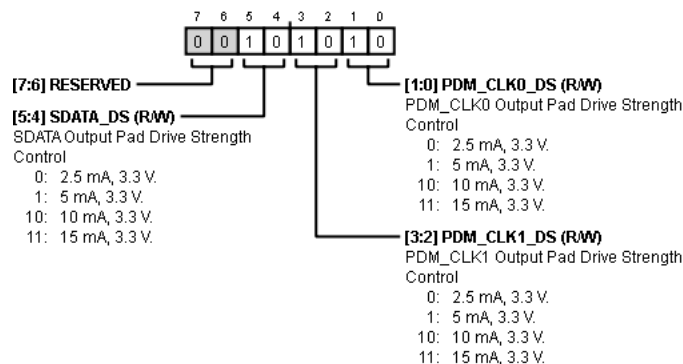 7 6 5 4 3 2 1 0
0 0 1 0 1 0 1 0
[7:6] RESERVED
[5:4] SDATA_DS (R/W)
SDATA Output Pad Drive Strength
Control
0: 2.5 mA, 3.3 V.
1: 5 mA, 3.3 V.
10: 10 mA, 3.3 V.
11: 15 mA, 3.3 V.
[1:0] PDM_CLK0_DS (R/W)
PDM_CLK0 Output Pad Drive Strength
Control
0: 2.5 mA, 3.3 V.
1: 5 mA, 3.3 V.
10: 10 mA, 3.3 V.
11: 15 mA, 3.3 V.
[3:2] PDM_CLK1_DS (R/W)
PDM_CLK1 Output Pad Drive Strength
Control
0: 2.5 mA, 3.3 V.
1: 5 mA, 3.3 V.
10: 10 mA, 3.3 V.
11: 15 mA, 3.3 V.